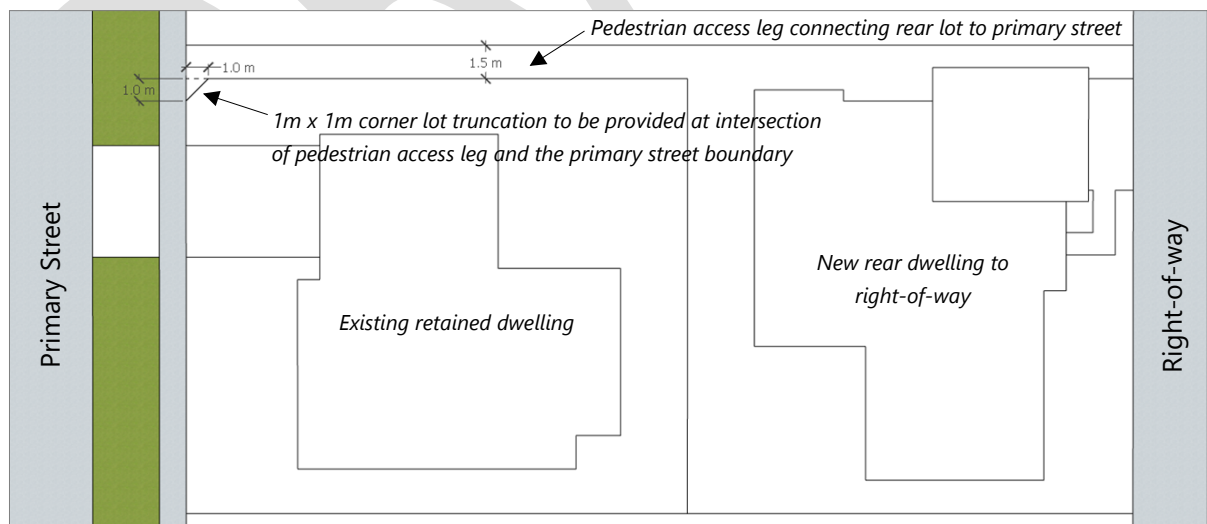 Pedestrian access leg connecting rear lot to primary street
1.0 m
1.5 m
1.0 m
1m x 1m corner lot truncation to be provided at intersection
of pedestrian access leg and the primary street boundary
Primary Street
Existing retained dwelling
New rear dwelling to
right-of-way
Right-of-way